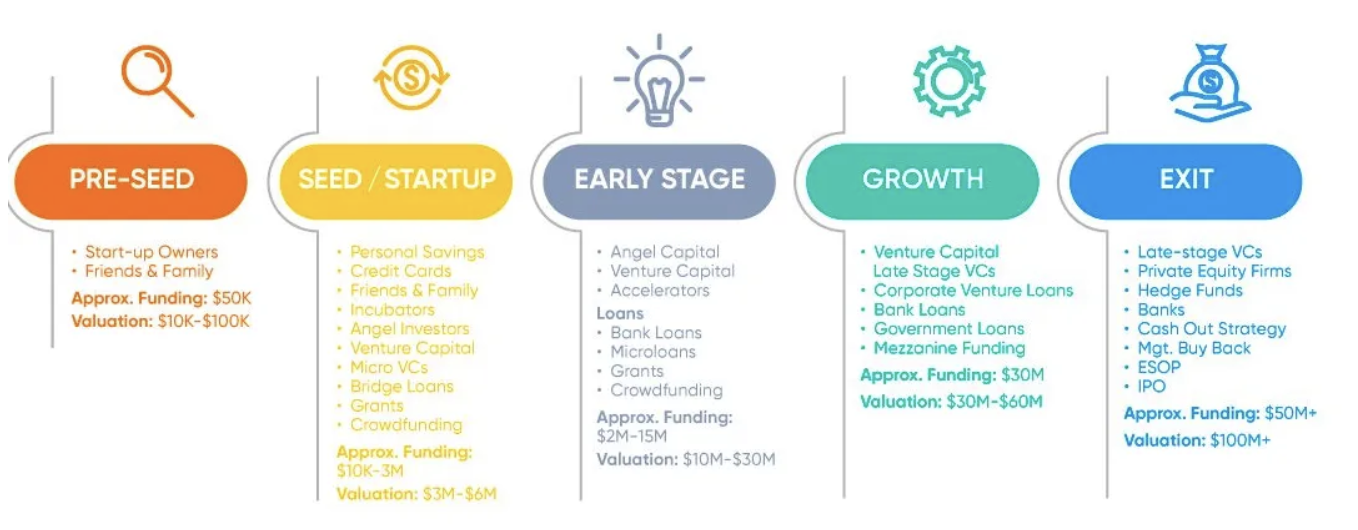 PRE-SEED
• Start-up Owners
• Friends & Family
Approx. Funding: $50K
Valuation: $10K-$100K
SEED / STARTUP
• Personal Savings
• Credit Cards
• Friends & Family
• Incubators
• Angel Investors
• Venture Capital
• Micro VCs
• Bridge Loans
• Grants
• Crowdfunding
Approx. Funding:
$10K-3M
Valuation: $3M-$6M
EARLY STAGE
• Angel Capital
• Venture Capital
• Accelerators
Loans
• Bank Loans
• Microloans
• Grants
• Crowdfunding
Approx. Funding:
$2M-15M
Valuation: $10M-$30M
GROWTH
• Venture Capital
Late Stage VCs
• Corporate Venture Loans
• Bank Loans
• Government Loans
• Mezzanine Funding
Approx. Funding: $30M
Valuation: $30M-$60M
EXIT
• Late-stage VCs
• Private Equity Firms
• Hedge Funds
• Banks
• Cash Out Strategy
• Mgt. Buy Back
• ESOP
• IPO
Approx. Funding: $50M+
Valuation: $100M+